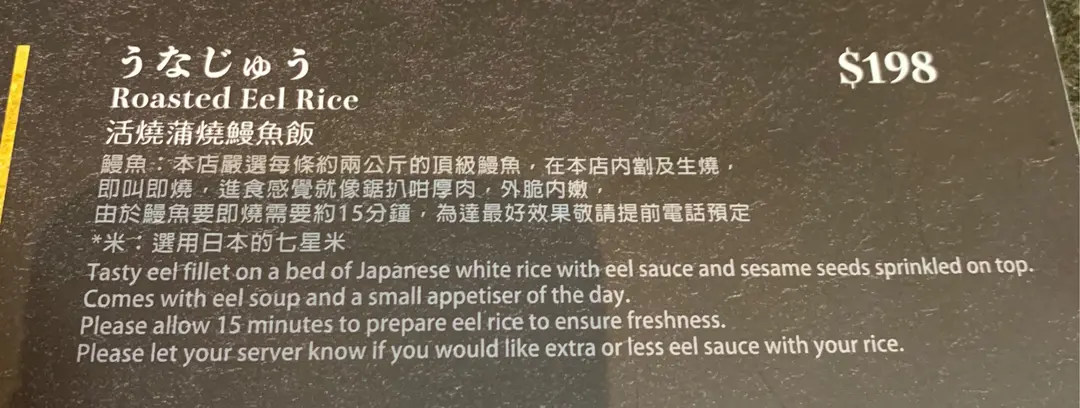 うなじゅう
$198
Roasted Eel Rice
活燒蒲燒鰻魚飯
鰻魚：本店嚴選每條約兩公斤的頂級鰻魚，在本店内劏及生燒，
即叫即燒，進食感覺就像鋸扒咁厚肉，外脆内嫩，
由於鰻魚要即燒需要約15分鐘，為達最好效果敬請提前電話預定
*米：選用日本的七星米
Tasty eel fillet on a bed of Japanese white rice with eel sauce and sesame seeds sprinkled on top.
Comes with eel soup and a small appetiser of the day.
Please allow 15 minutes to prepare eel rice to ensure freshness.
Please let your server know if you would like extra or less eel sauce with your rice.